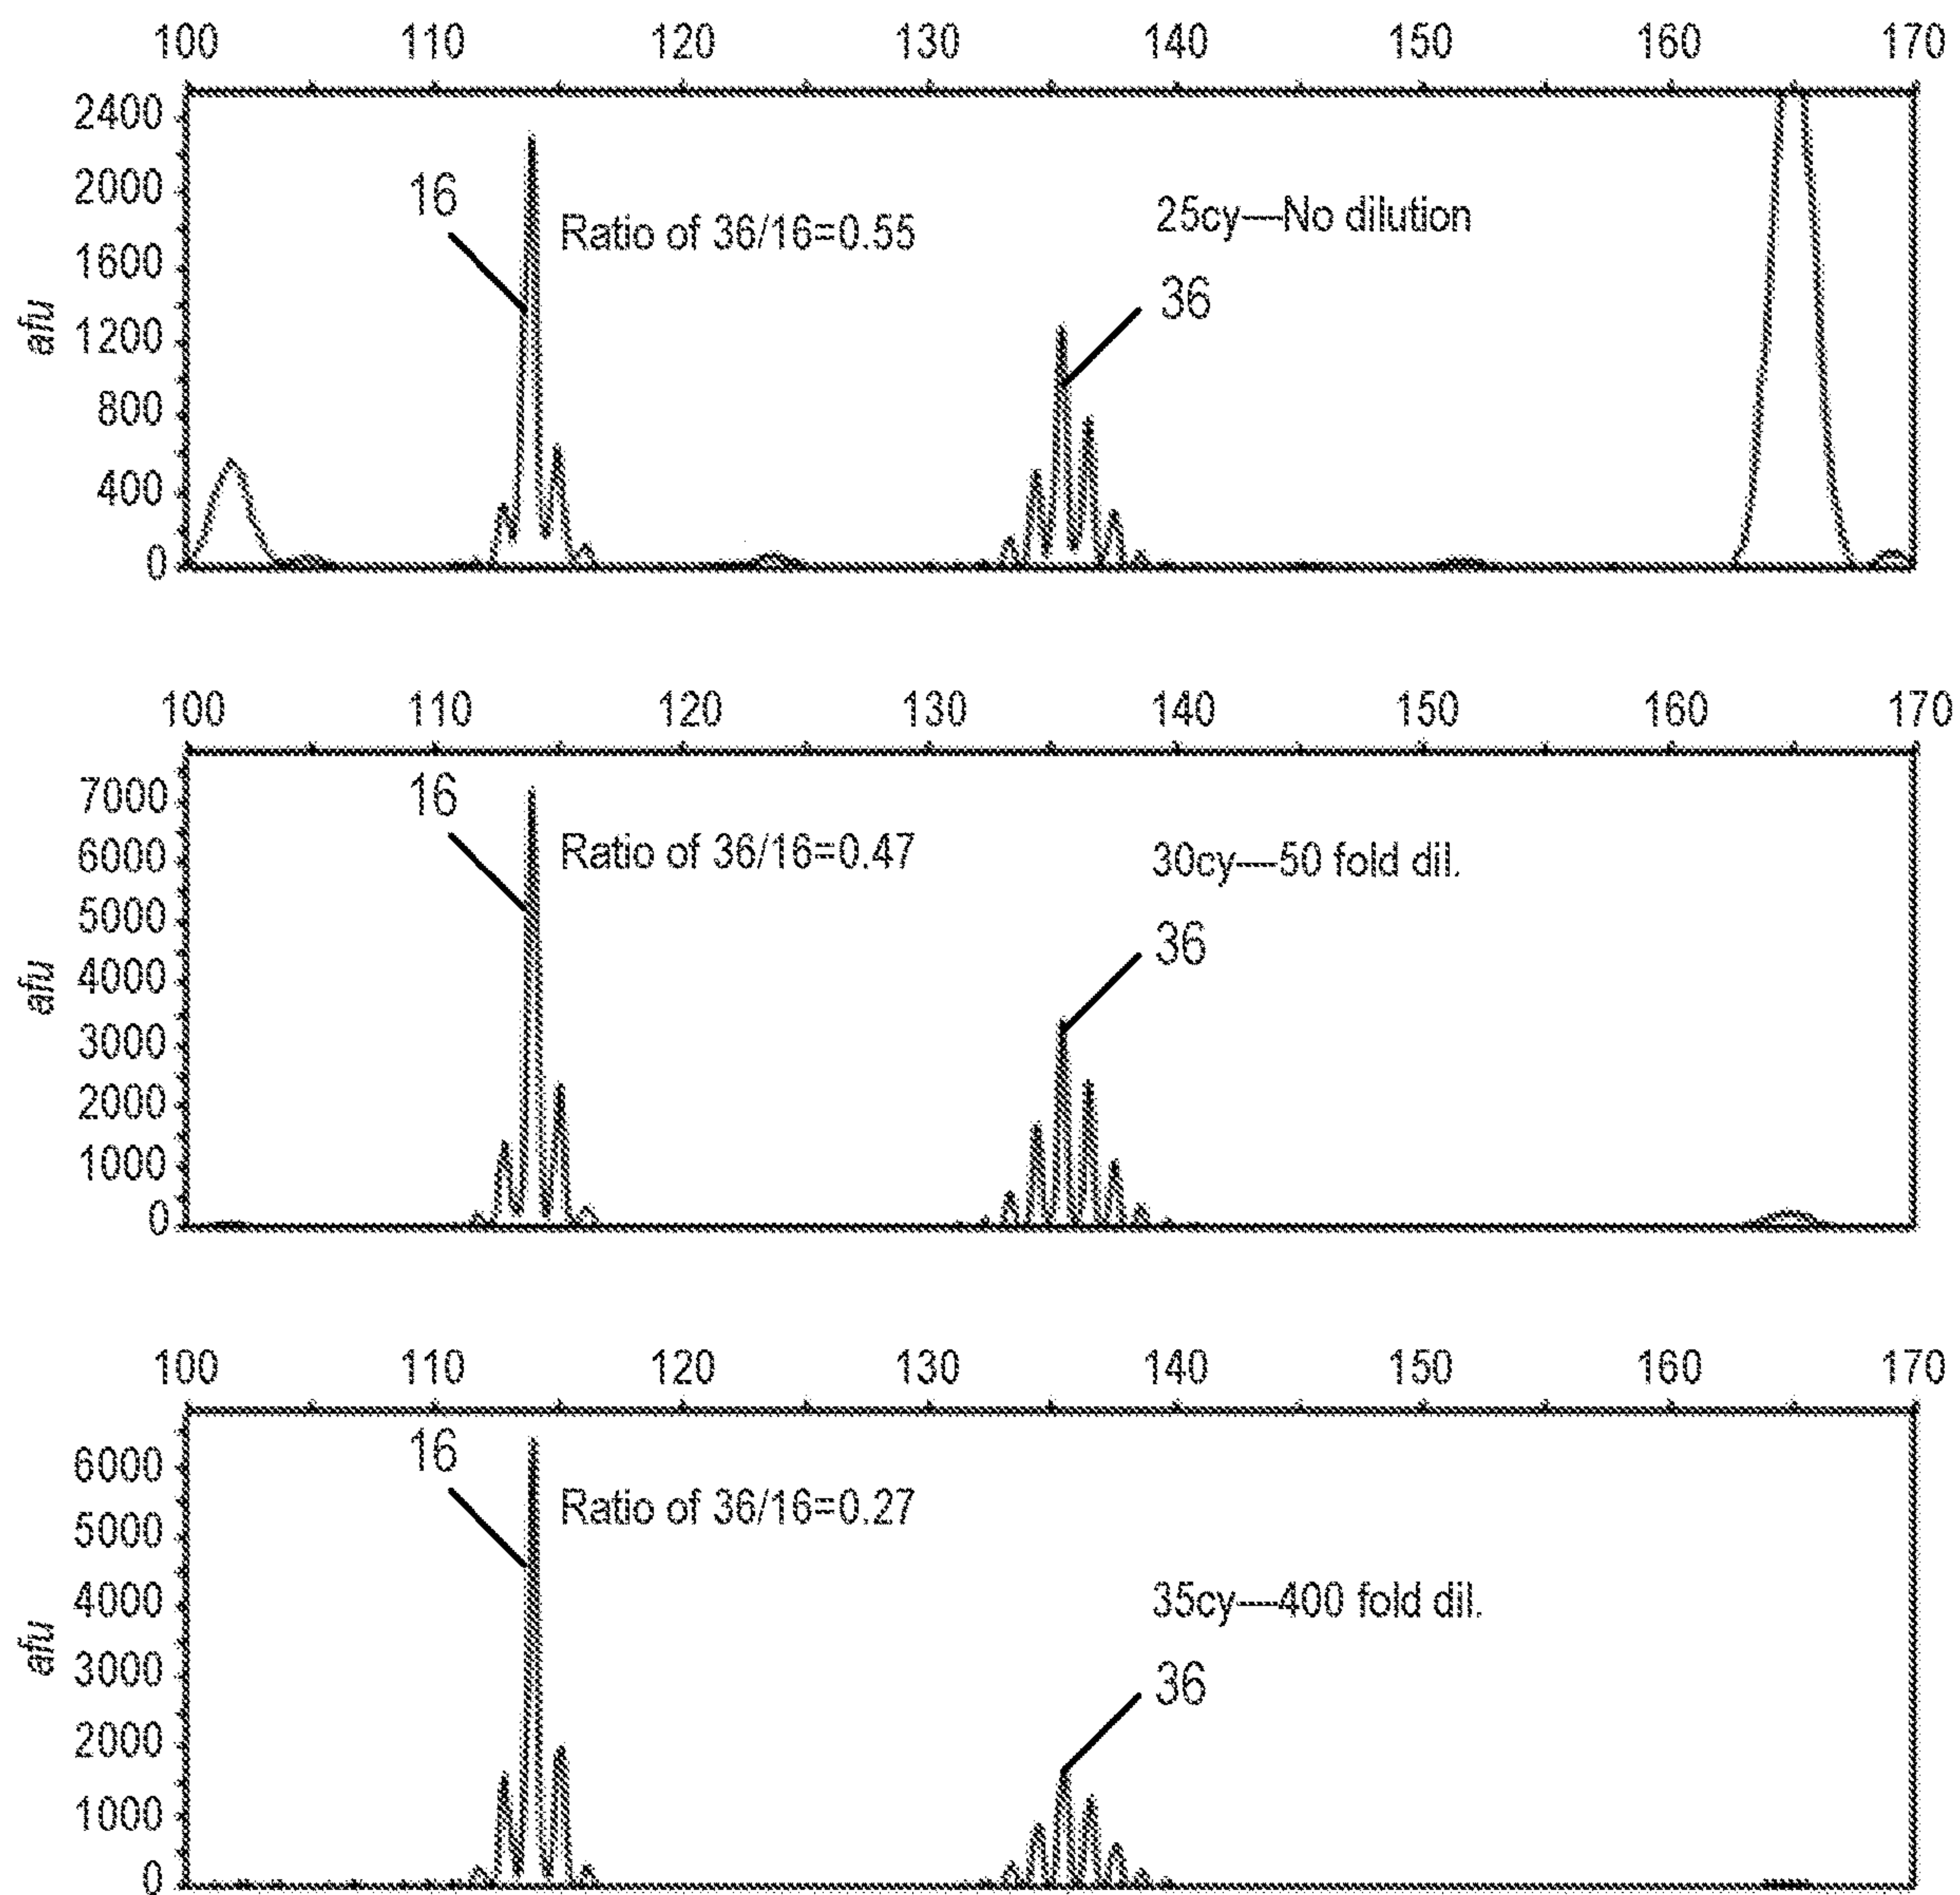 100 110 120 130 140 150 160 170
2400
2000
16
Ratio of 36/16=0.55
25cy—No dilution
1600
36
afu
1200
800
400
0
100 110 120 130 140 150 160 170
7000
16
6000
Ratio of 36/16=0.47
30cy—50 fold dil.
5000
36
afu
4000
3000
2000
1000
0
100 110 120 130 140 150 160 170
16
6000
Ratio of 36/16=0.27
5000
4000
35cy—400 fold dil.
afu
3000
36
2000
1000
0